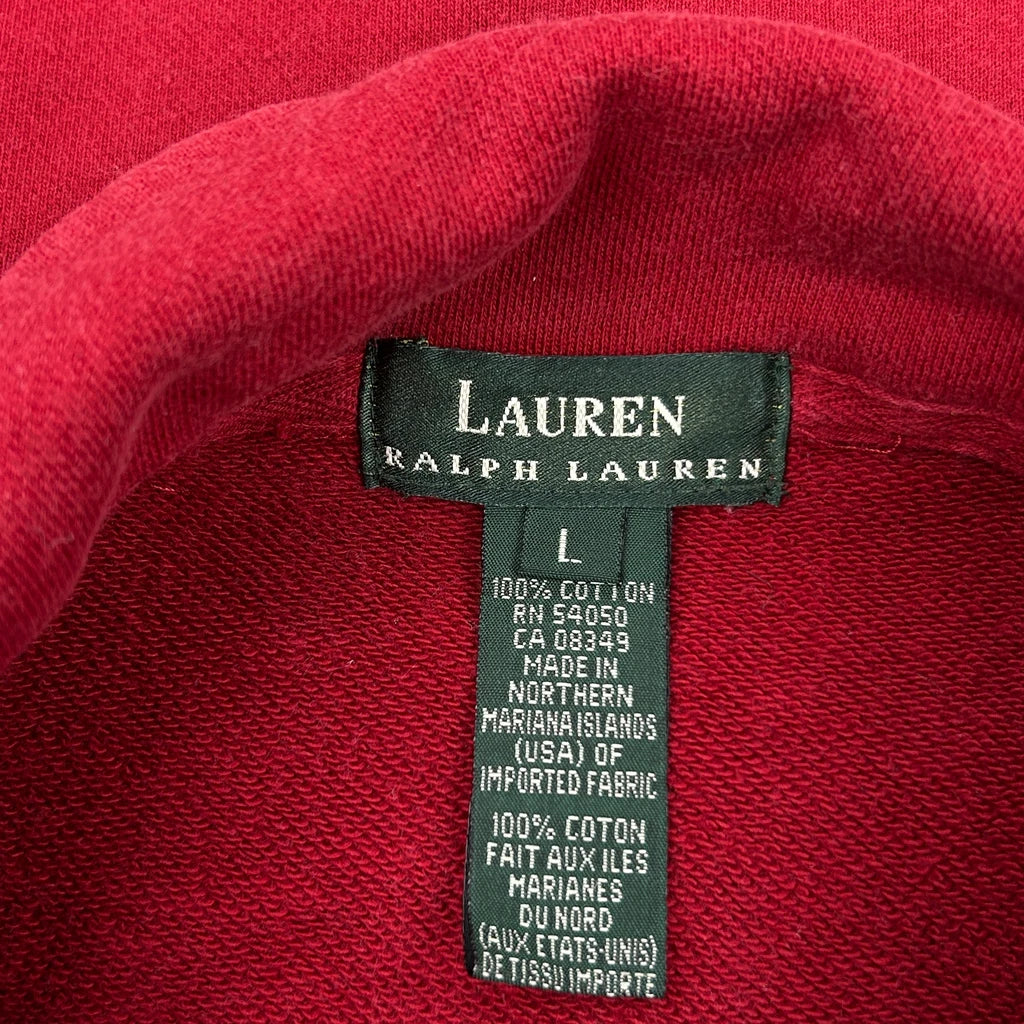 LAUREN
RALPH LAUREN
L
100% COTTON
RN 54050
CA 08349
MADE IN
NORTHERN
MARIANA ISLANDS
(USA) OF
IMPORTED FABRIC
100% COTON
FAIT AUX ILES
MARIANES
DU NORD
(AUX ETATS-UNIS)
DE TISSU IMPORTE